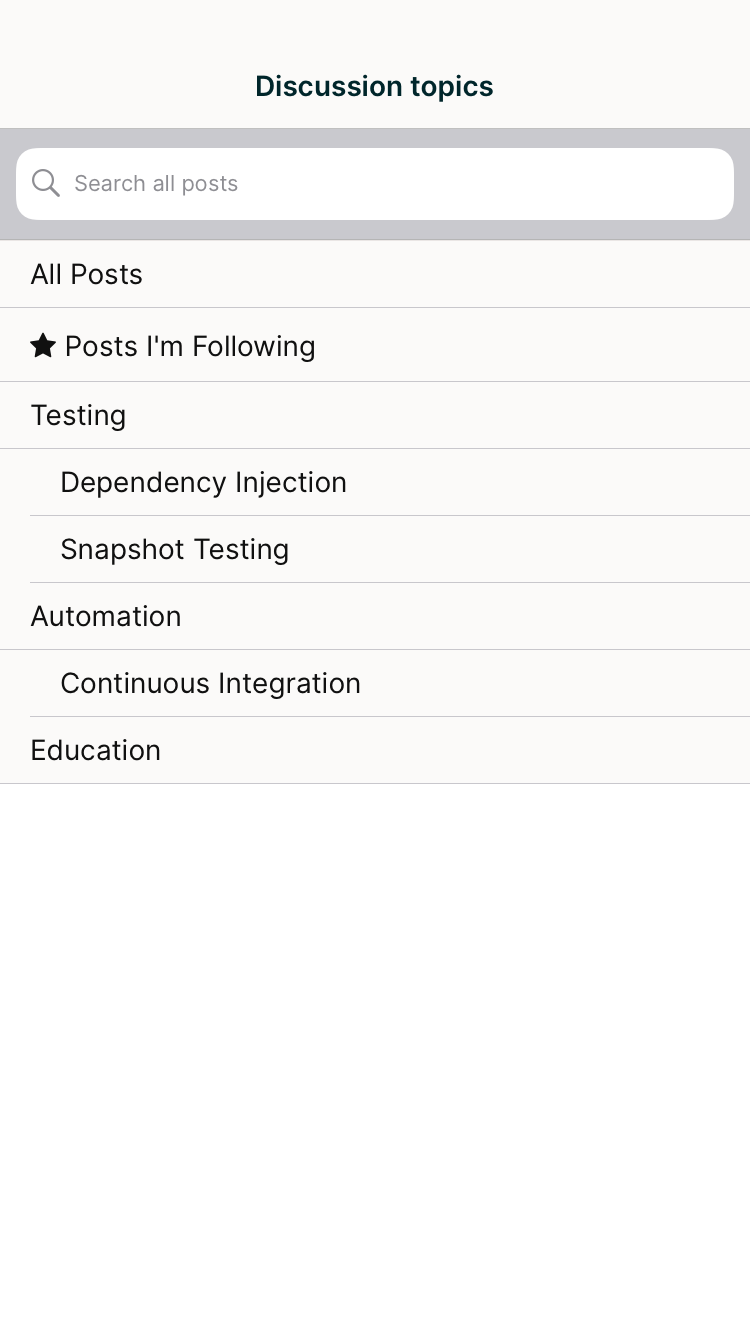 Discussion topics
Search all posts
All Posts
Posts I'm Following
Testing
Dependency Injection
Snapshot Testing
Automation
Continuous Integration
Education